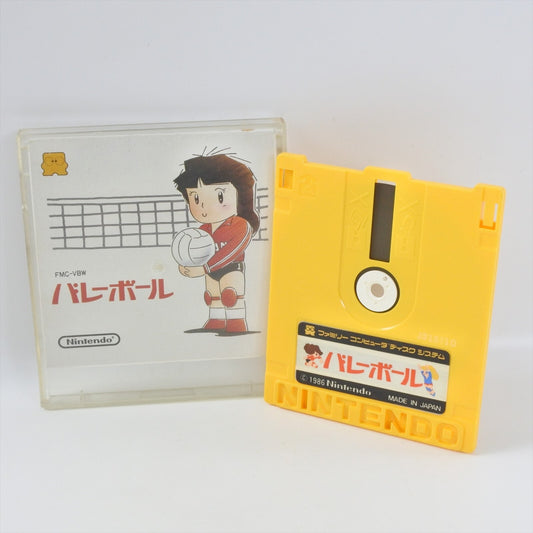 FMC-VBW
バレーボール
Nintendo®
ファミリー コンピュータ ディスク システム
バレーボール
© 1986 Nintendo
MADE IN JAPAN
NINTENDO